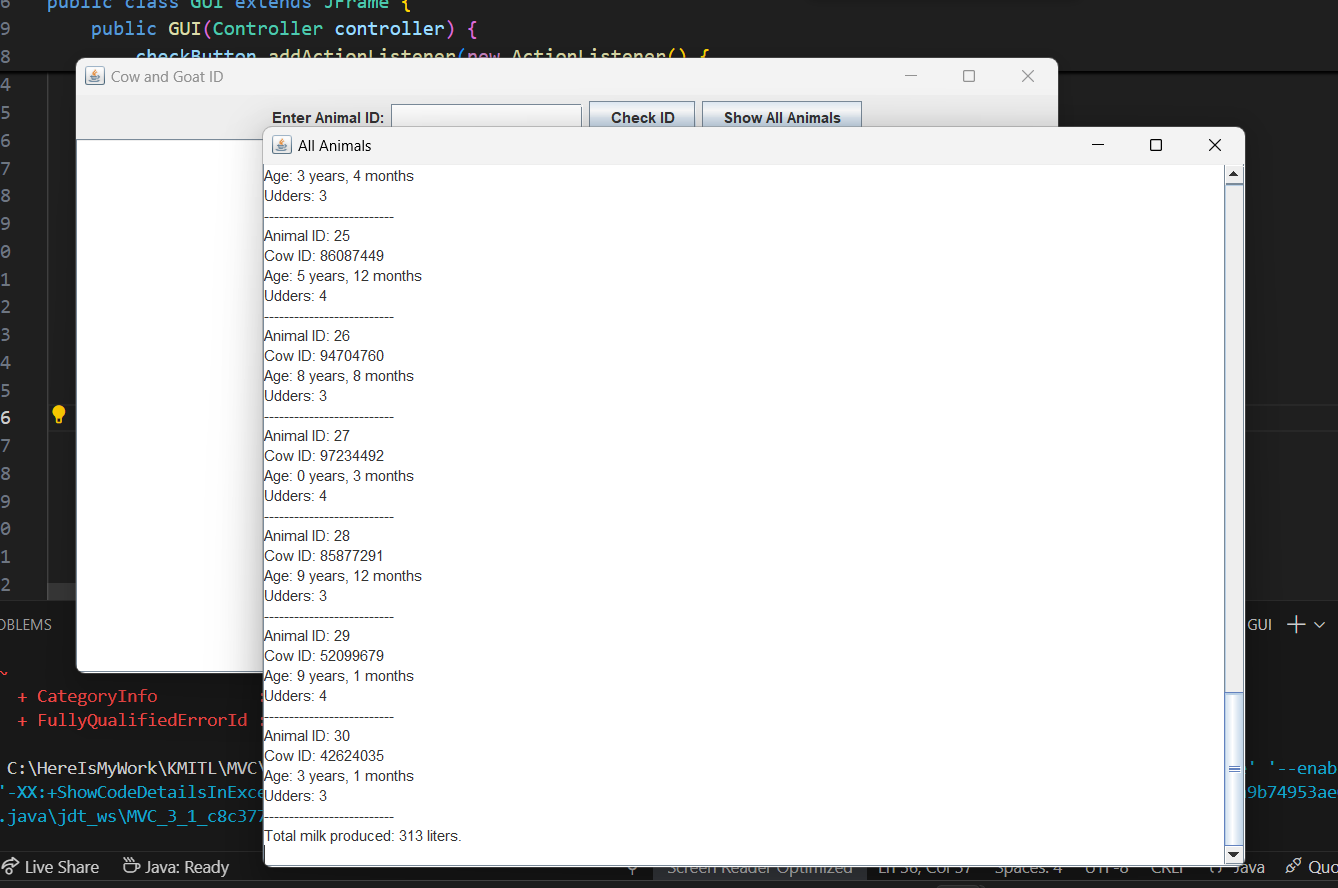 public class GUI extends JFrame {
9 public GUI(Controller controller) {
8 checkButton.addActionListener(new ActionListener() {
Cow and Goat ID
Enter Animal ID: Check ID Show All Animals
All Animals
Age: 3 years, 4 months
Udders: 3
--------------------------
Animal ID: 25
Cow ID: 86087449
Age: 5 years, 12 months
Udders: 4
--------------------------
Animal ID: 26
Cow ID: 94704760
Age: 8 years, 8 months
Udders: 3
--------------------------
Animal ID: 27
Cow ID: 97234492
Age: 0 years, 3 months
Udders: 4
--------------------------
Animal ID: 28
Cow ID: 85877291
Age: 9 years, 12 months
Udders: 3
--------------------------
Animal ID: 29
Cow ID: 52099679
Age: 9 years, 1 months
Udders: 4
--------------------------
Animal ID: 30
Cow ID: 42624035
Age: 3 years, 1 months
Udders: 3
--------------------------
Total milk produced: 313 liters.
4
5
6
7
8
9
0
1
2
3
4
5
6
7
8
9
0
1
2
OBLEMS GUI
~
+ CategoryInfo :
+ FullyQualifiedErrorId :
C:\HereIsMyWork\KMITL\MVC\ ' '--enab
'-XX:+ShowCodeDetailsInExce 9b74953ae
.java\jdt_ws\MVC_3_1_c8c377
Live Share Java: Ready Screen Reader Optimized Ln 36, Col 37 Spaces: 4 UTF-8 CRLF {} Java Quo